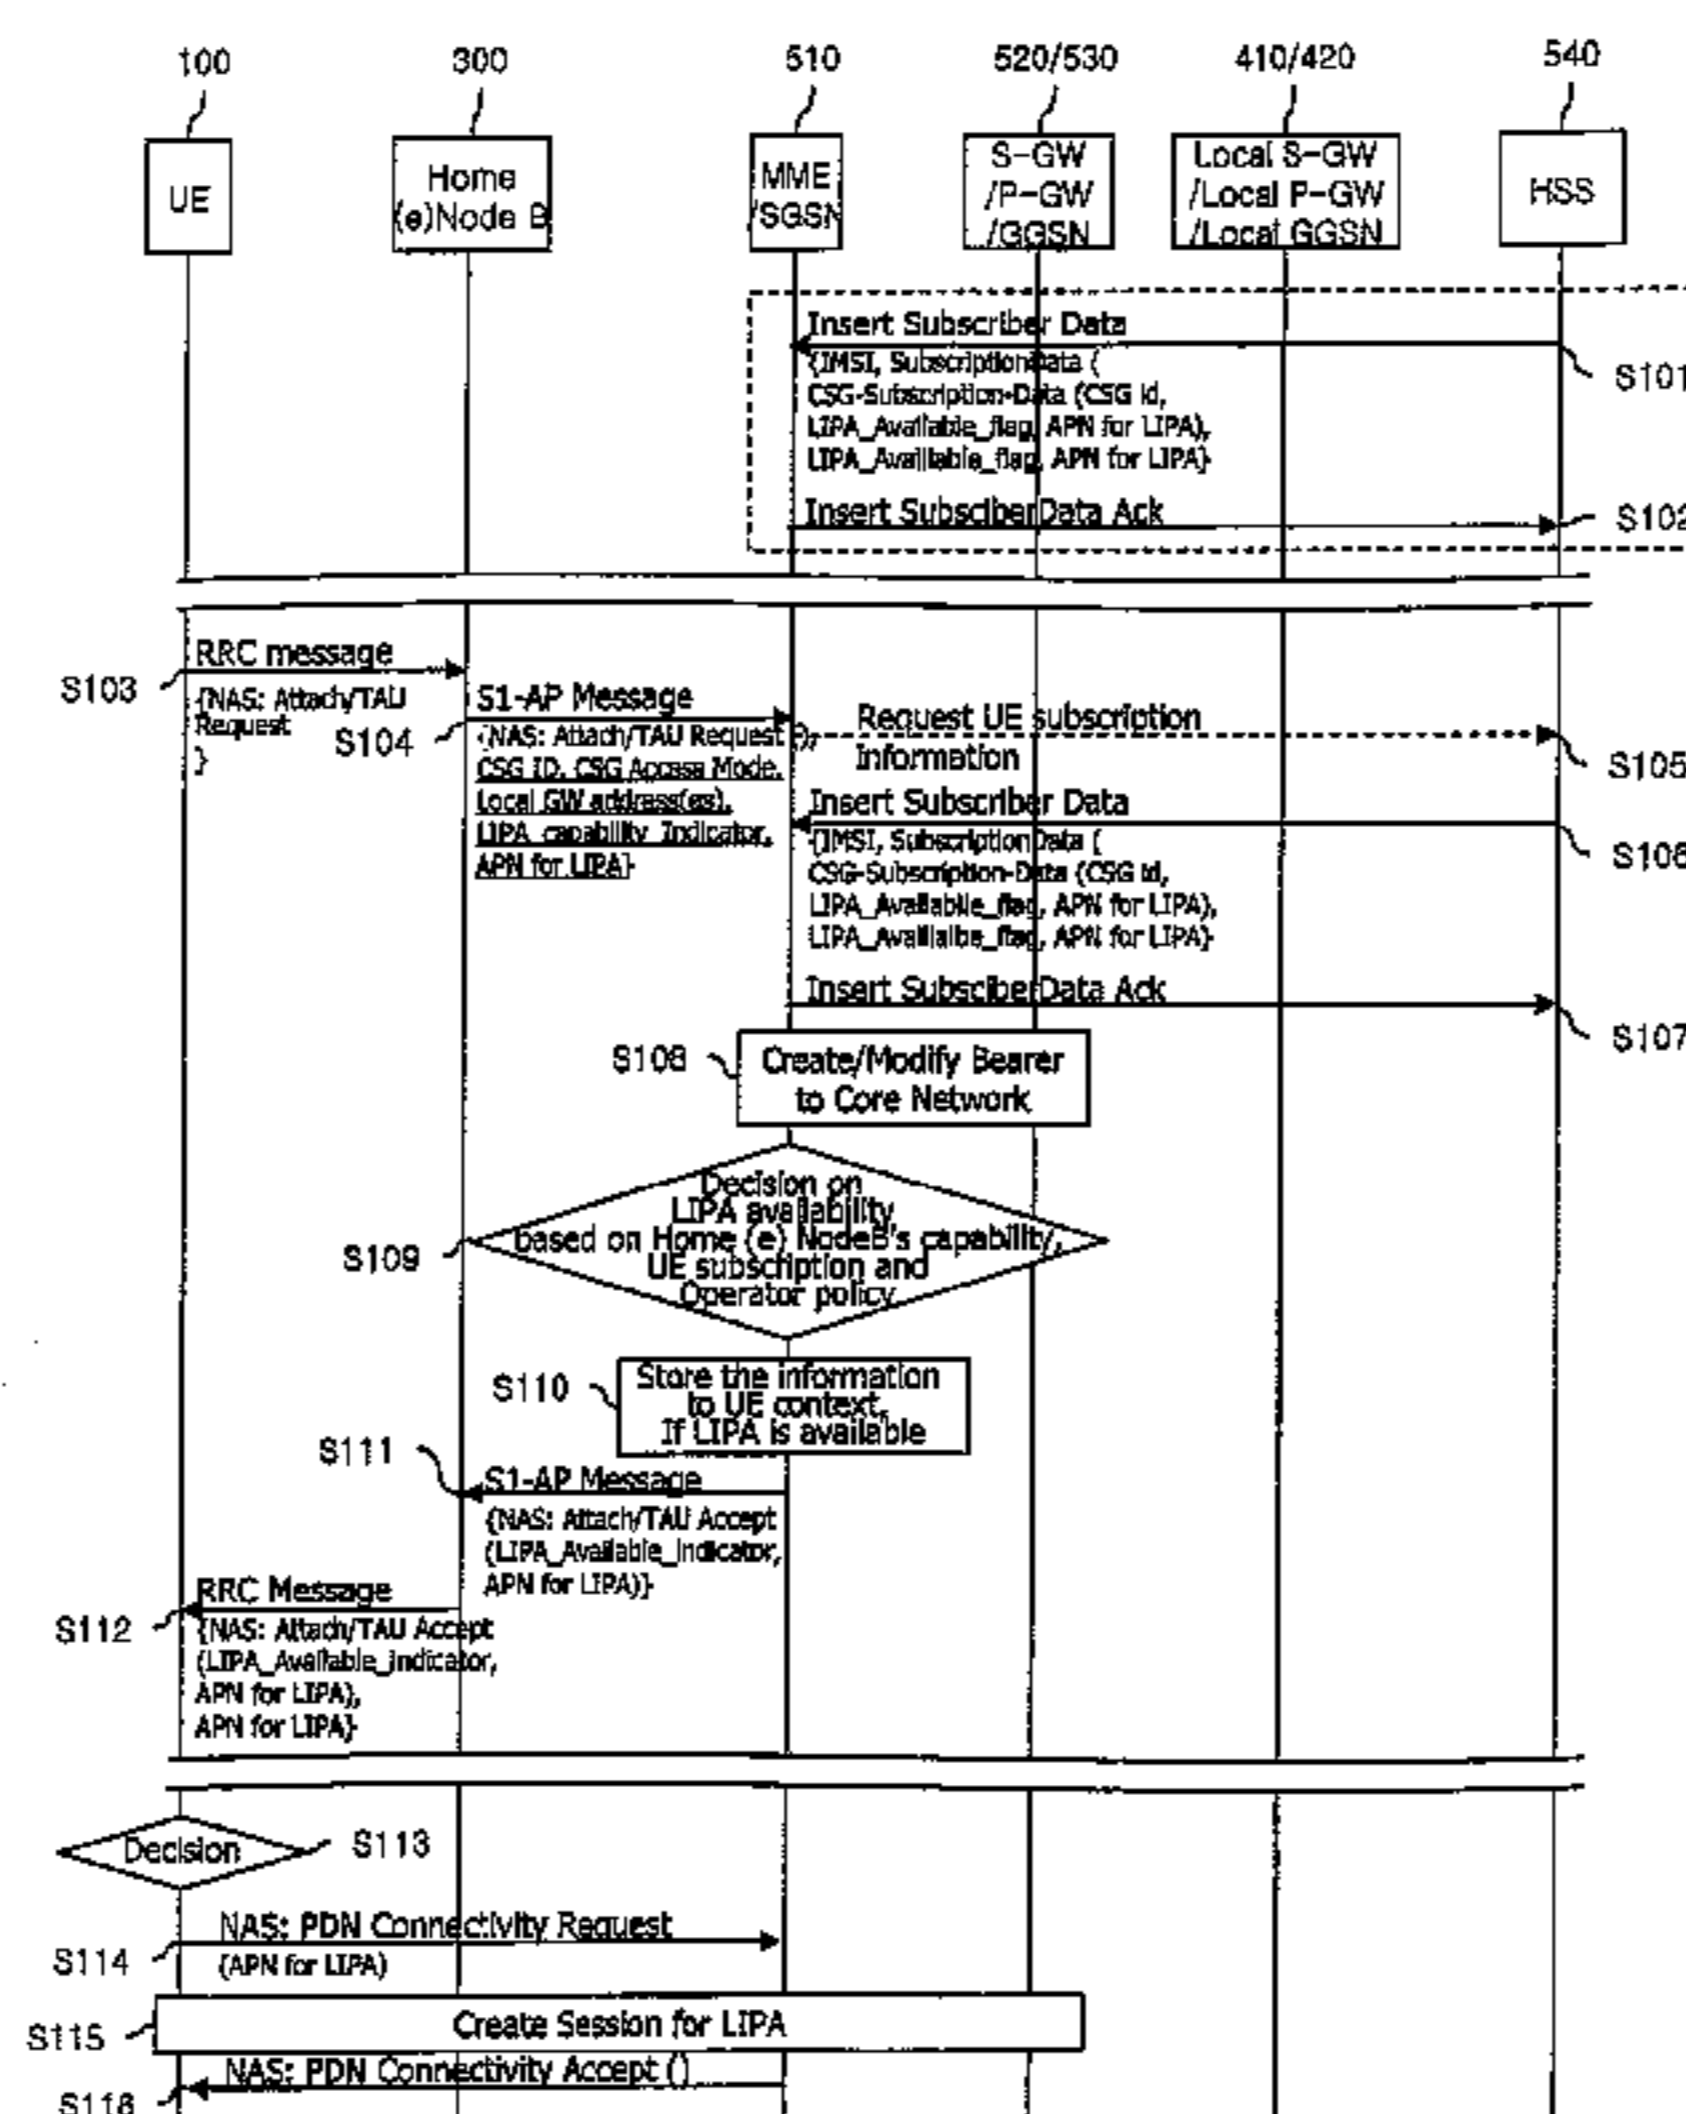 100
300
510
520/530
410/420
540
UE
Home
(e)Node B
MME
/SGSN
S-GW
/P-GW
/GGSN
Local S-GW
/Local P-GW
/Local GGSN
HSS
Insert Subscriber Data
{IMSI, SubscriptionData (
CSG-Subscription-Data (CSG Id,
LIPA_Available_flag, APN for LIPA),
LIPA_Availlable_flag, APN for LIPA}
S101
Insert SubsciberData Ack
S102
RRC message
S103
{NAS: Attach/TAU
Request
}
S1-AP Message
S104
{NAS: Attach/TAU Request (),
CSG ID, CSG Access Mode,
Local GW address(es),
LIPA_capability_Indicator,
APN for LIPA}
Request UE subscription
Information
S105
Insert Subscriber Data
{IMSI, SubscriptionData (
CSG-Subscription-Data (CSG Id,
LIPA_Available_flag, APN for LIPA),
LIPA_Availlalbe_flag, APN for LIPA}
S106
Insert SubsciberData Ack
S107
S108
Create/Modify Bearer
to Core Network
Decision on
LIPA availability
based on Home (e) NodeB's capability,
UE subscription and
Operator policy
S109
S110
Store the information
to UE context,
If LIPA is available
S111
S1-AP Message
{NAS: Attach/TAU Accept
(LIPA_Available_indicator,
APN for LIPA)}
RRC Message
S112
{NAS: Attach/TAU Accept
(LIPA_Available_indicator,
APN for LIPA),
APN for LIPA}
Decision
S113
NAS: PDN Connectivity Request
S114
(APN for LIPA)
Create Session for LIPA
S115
NAS: PDN Connectivity Accept ()
S116